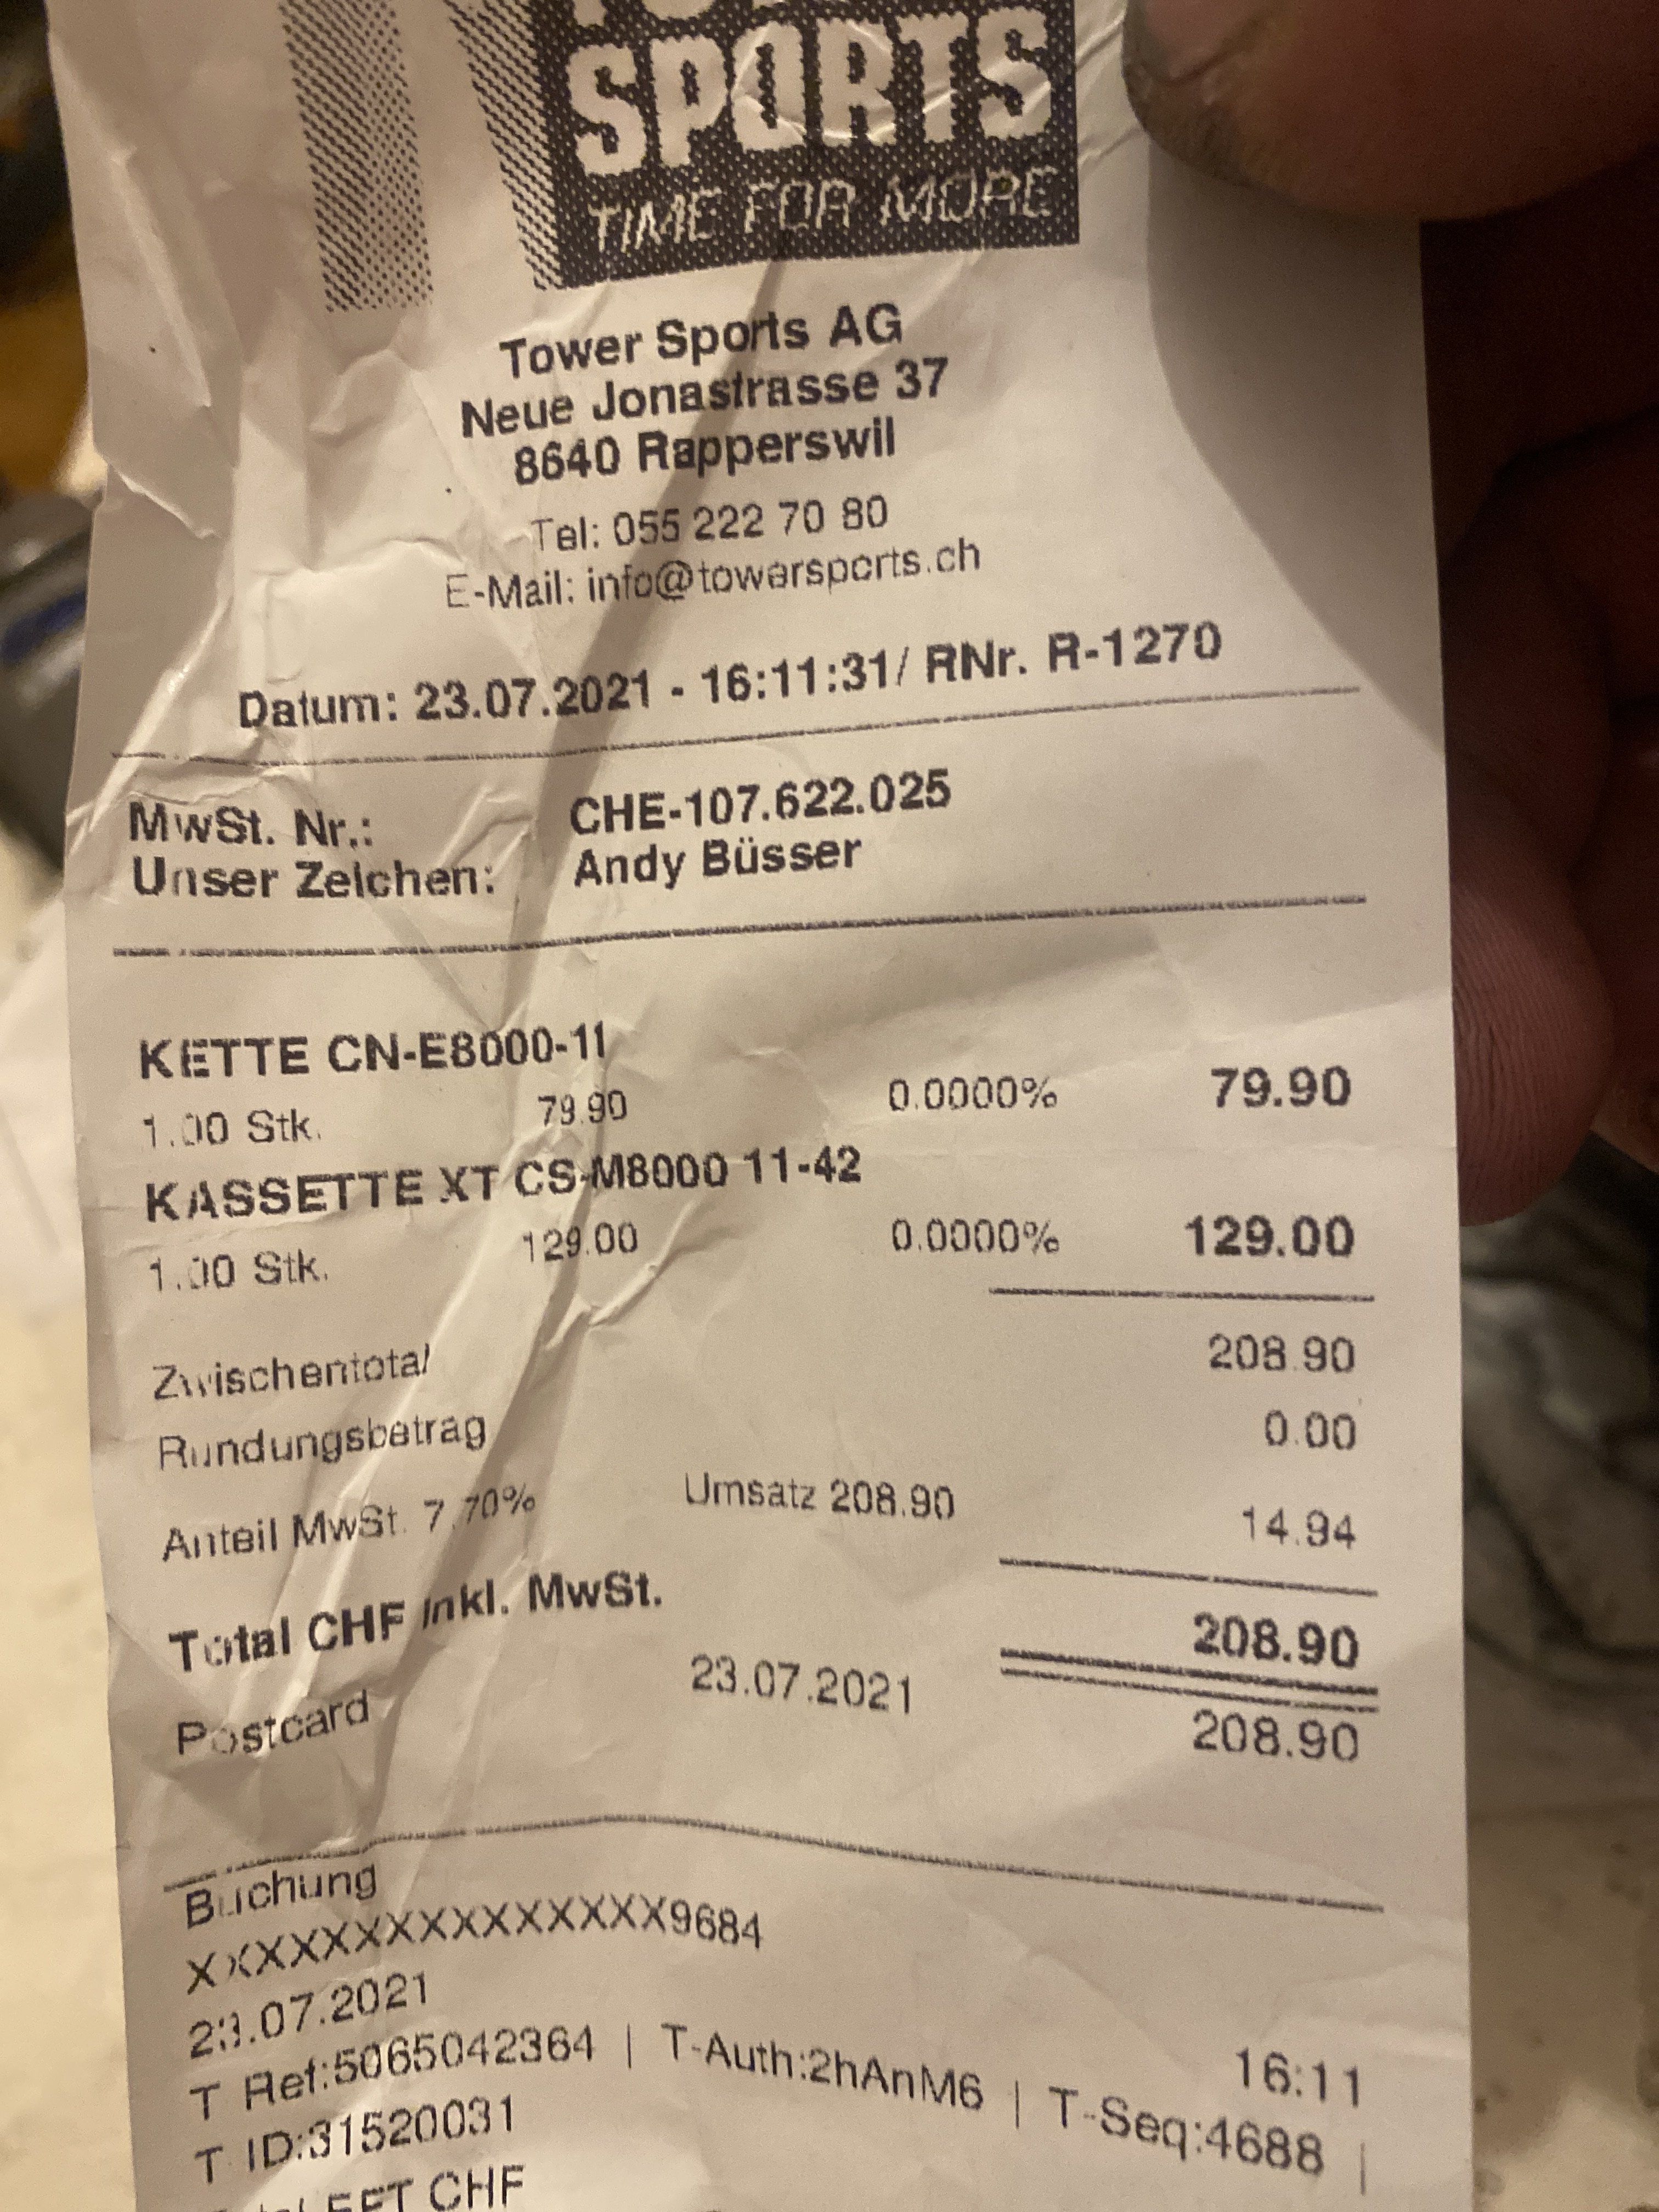 SPORTS
TIME FOR MORE
Tower Sports AG
Neue Jonastrasse 37
8640 Rapperswil
Tel: 055 222 70 80
E-Mail: info@towersports.ch
Datum: 23.07.2021 - 16:11:31/ RNr. R-1270
MwSt. Nr.: CHE-107.622.025
Unser Zeichen: Andy Büsser
KETTE CN-E8000-11
1.00 Stk. 79.90 0.0000% 79.90
KASSETTE XT CS-M8000 11-42
1.00 Stk. 129.00 0.0000% 129.00
Zwischentotal 208.90
Rundungsbetrag 0.00
Anteil MwSt. 7.70% Umsatz 208.90 14.94
Total CHF inkl. MwSt. 208.90
Postcard 23.07.2021 208.90
Buchung
XXXXXXXXXXXXXXX9684
23.07.2021 16:11
T Ref:5065042364 | T-Auth:2hAnM6 | T-Seq:4688 |
T ID:31520031
CHF